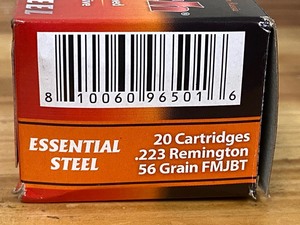 8 10060 96501 6
ESSENTIAL
STEEL
20 Cartridges
.223 Remington
56 Grain FMJBT